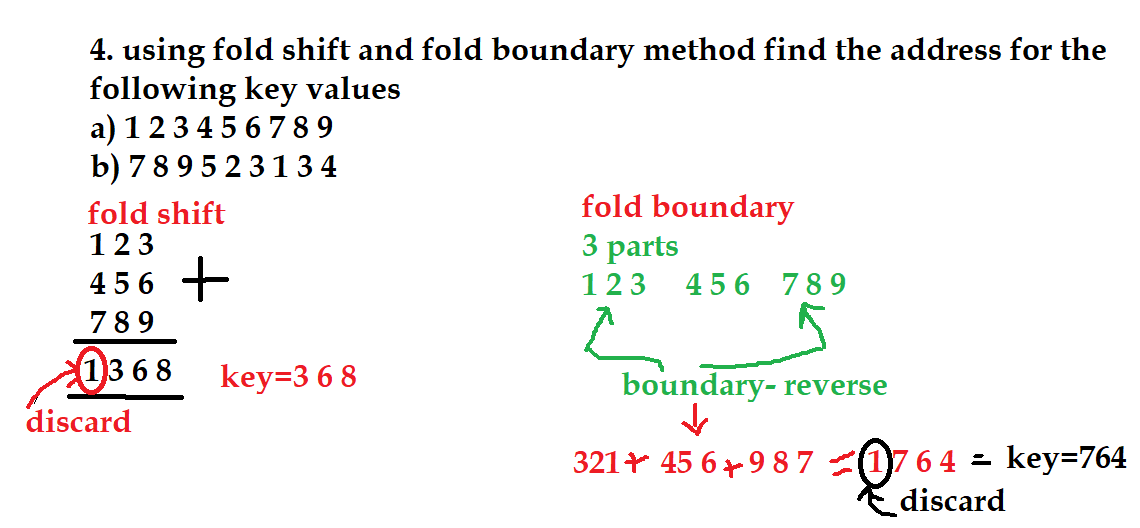 4. using fold shift and fold boundary method find the address for the
following key values
a) 1 2 3 4 5 6 7 8 9
b) 7 8 9 5 2 3 1 3 4
fold shift
1 2 3
4 5 6 +
7 8 9
1 3 6 8 key=3 6 8
discard
fold boundary
3 parts
1 2 3 4 5 6 7 8 9
boundary- reverse
321 + 45 6 + 9 8 7 = 1 7 6 4 = key=764
discard